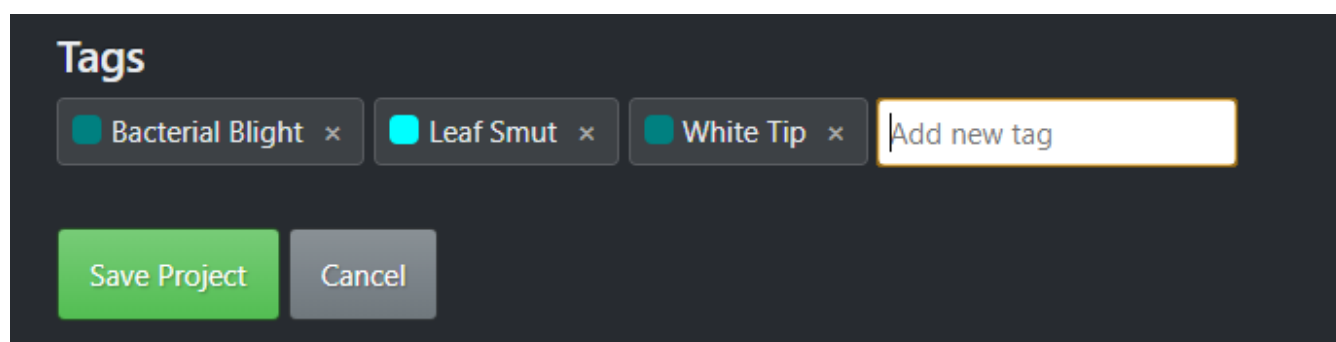 Tags
Bacterial Blight × Leaf Smut × White Tip × Add new tag
Save Project Cancel